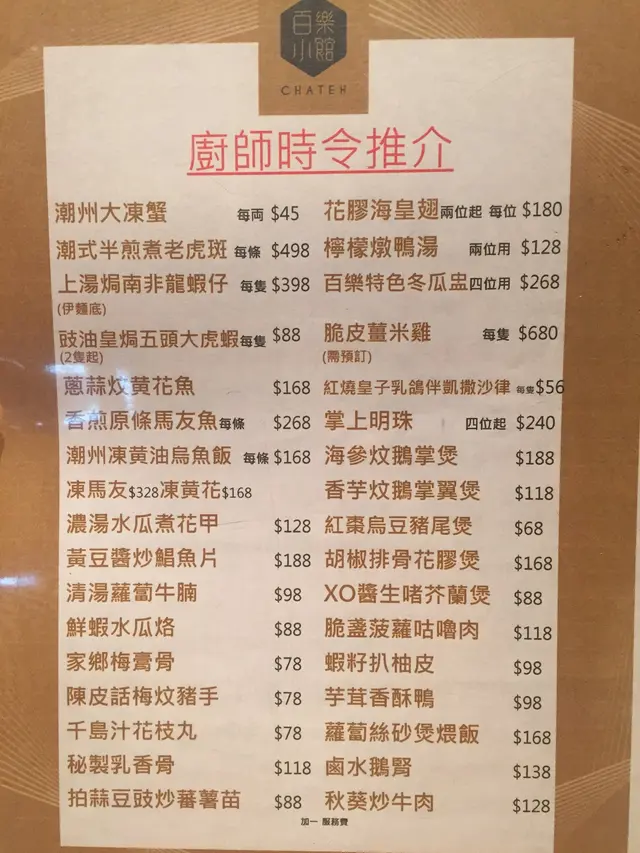 百樂
小館
CHATEH
廚師時令推介
潮州大凍蟹 每両 $45
潮式半煎煮老虎斑 每條 $498
上湯焗南非龍蝦仔 每隻 $398
(伊麵底)
豉油皇焗五頭大虎蝦 每隻 $88
(2隻起)
蔥蒜炆黃花魚 $168
香煎原條馬友魚 每條 $268
潮州凍黃油烏魚飯 每條 $168
凍馬友$328凍黃花$168
濃湯水瓜煮花甲 $128
黃豆醬炒鯧魚片 $188
清湯蘿蔔牛腩 $98
鮮蝦水瓜烙 $88
家鄉梅膏骨 $78
陳皮話梅炆豬手 $78
千島汁花枝丸 $78
秘製乳香骨 $118
拍蒜豆豉炒蕃薯苗 $88
花膠海皇翅 兩位起 每位 $180
檸檬燉鴨湯 兩位用 $128
百樂特色冬瓜盅 四位用 $268
脆皮薑米雞 每隻 $680
(需預訂)
紅燒皇子乳鴿伴凱撒沙律 每隻 $56
掌上明珠 四位起 $240
海參炆鵝掌煲 $188
香芋炆鵝掌翼煲 $118
紅棗烏豆豬尾煲 $68
胡椒排骨花膠煲 $168
XO醬生啫芥蘭煲 $88
脆盞菠蘿咕嚕肉 $118
蝦籽扒柚皮 $98
芋茸香酥鴨 $98
蘿蔔絲砂煲煨飯 $168
鹵水鵝腎 $138
秋葵炒牛肉 $128
加一 服務費